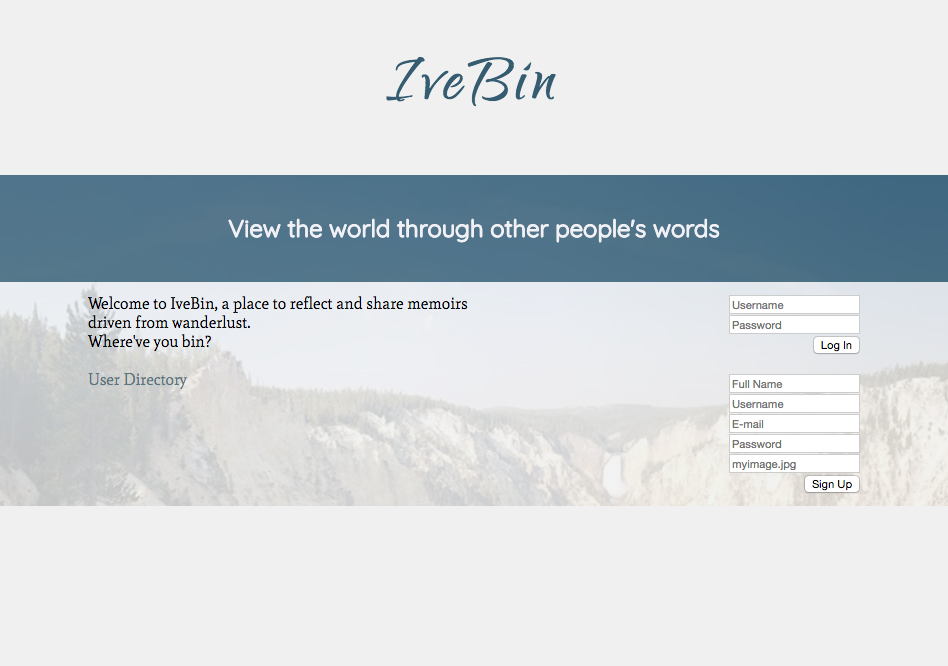 IveBin
View the world through other people's words
Welcome to IveBin, a place to reflect and share memoirs
driven from wanderlust.
Where've you bin?
User Directory
Username
Password
Log In
Full Name
Username
E-mail
Password
myimage.jpg
Sign Up